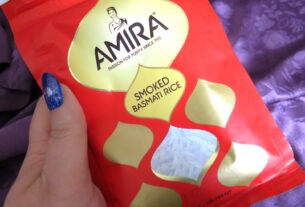 AMIRA
PASSION FOR PURITY SINCE 1915
SMOKED
BASMATI RICE